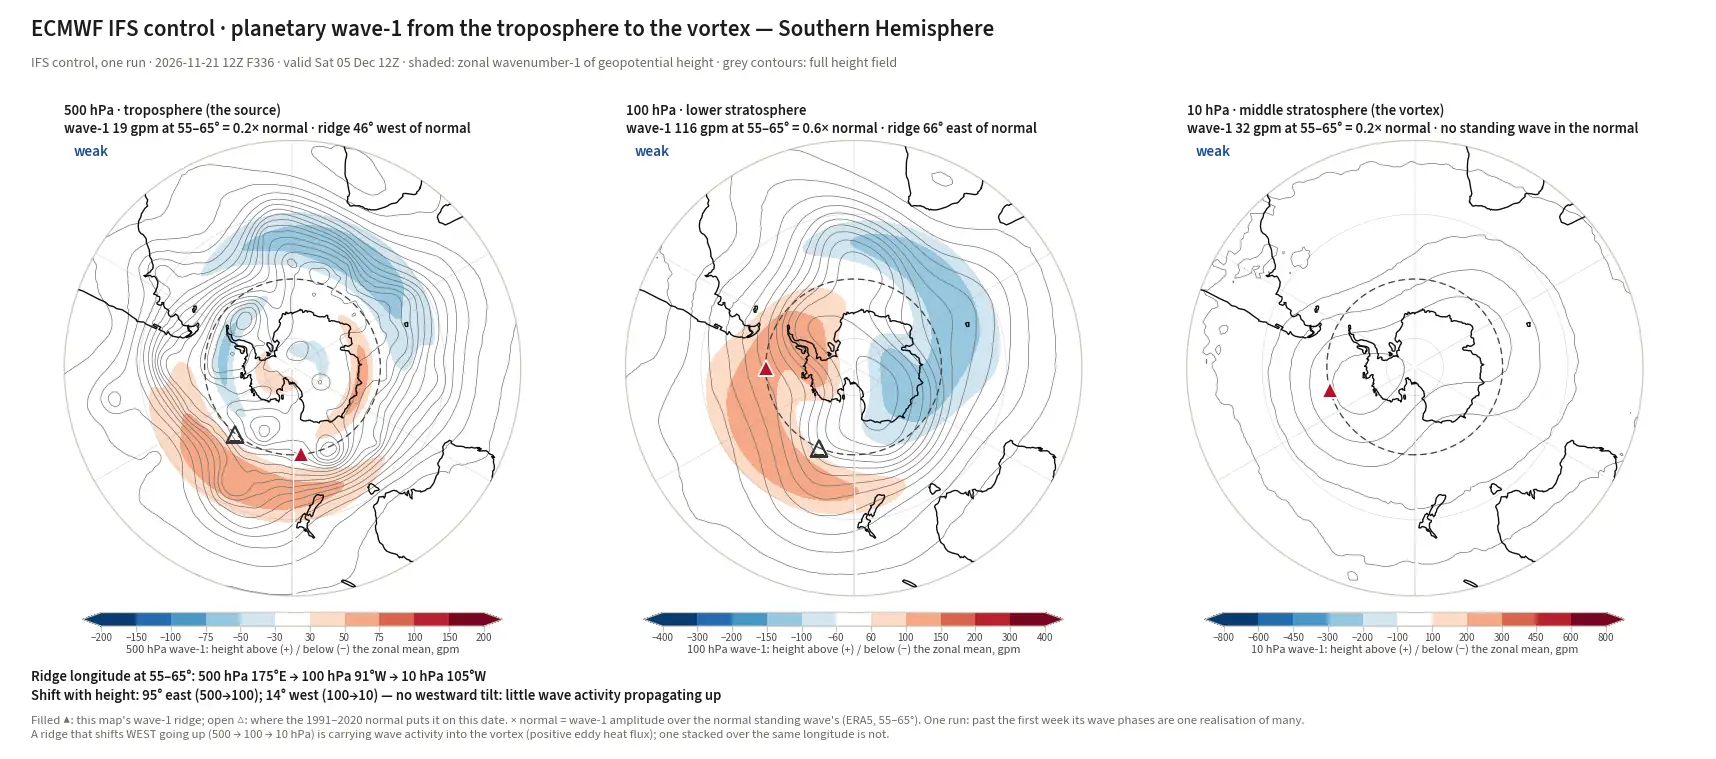 ECMWF IFS control · planetary wave-1 from the troposphere to the vortex — Southern Hemisphere
IFS control, one run · 2026-11-21 12Z F336 · valid Sat 05 Dec 12Z · shaded: zonal wavenumber-1 of geopotential height · grey contours: full height field
500 hPa · troposphere (the source)
wave-1 19 gpm at 55–65° = 0.2× normal · ridge 46° west of normal
weak
100 hPa · lower stratosphere
wave-1 116 gpm at 55–65° = 0.6× normal · ridge 66° east of normal
weak
10 hPa · middle stratosphere (the vortex)
wave-1 32 gpm at 55–65° = 0.2× normal · no standing wave in the normal
weak
−200 −150 −100 −75 −50 −30 30 50 75 100 150 200
500 hPa wave-1: height above (+) / below (−) the zonal mean, gpm
−400 −300 −200 −150 −100 −60 60 100 150 200 300 400
100 hPa wave-1: height above (+) / below (−) the zonal mean, gpm
−800 −600 −450 −300 −200 −100 100 200 300 450 600 800
10 hPa wave-1: height above (+) / below (−) the zonal mean, gpm
Ridge longitude at 55–65°: 500 hPa 175°E → 100 hPa 91°W → 10 hPa 105°W
Shift with height: 95° east (500→100); 14° west (100→10) — no westward tilt: little wave activity propagating up
Filled ▲: this map's wave-1 ridge; open △: where the 1991–2020 normal puts it on this date. × normal = wave-1 amplitude over the normal standing wave's (ERA5, 55–65°). One run: past the first week its wave phases are one realisation of many.
A ridge that shifts WEST going up (500 → 100 → 10 hPa) is carrying wave activity into the vortex (positive eddy heat flux); one stacked over the same longitude is not.